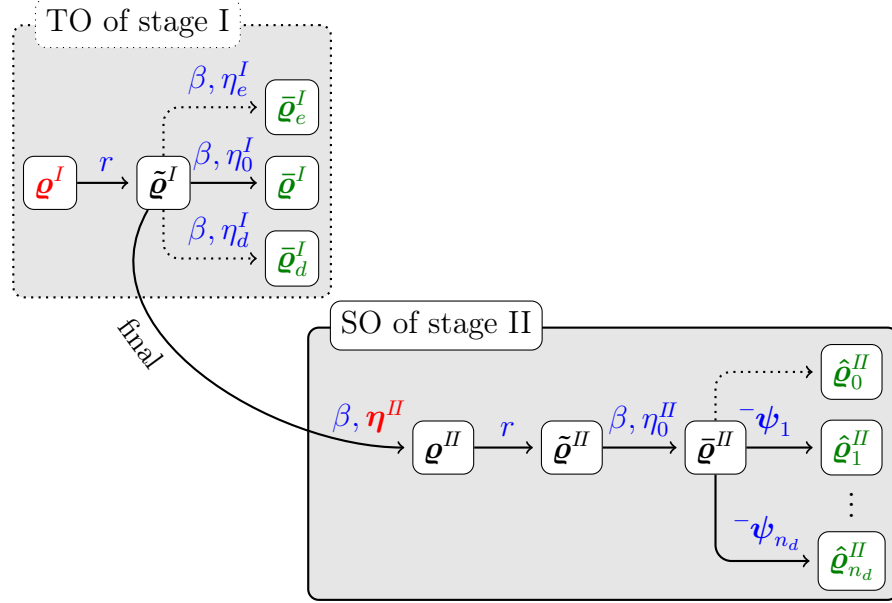 TO of stage I
β, η_e^I
ϱ̄_e^I
ϱ^I
r
ϱ̃^I
β, η_0^I
ϱ̄^I
β, η_d^I
ϱ̄_d^I
final
SO of stage II
ϱ̂_0^II
β, η^II
ϱ^II
r
ϱ̃^II
β, η_0^II
ϱ̄^II
⁻ψ_1
ϱ̂_1^II
⋮
⁻ψ_{n_d}
ϱ̂_{n_d}^II